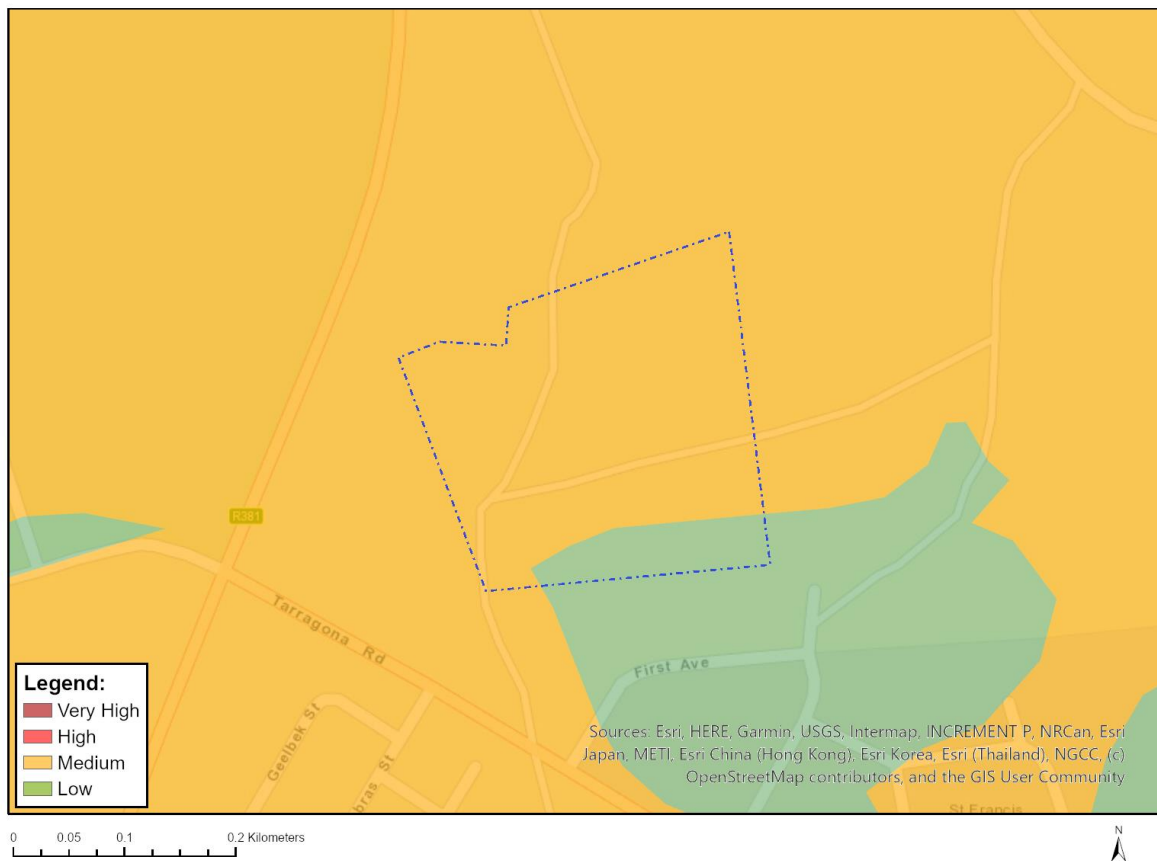 R381
Tarragona Rd
First Ave
Geelbek St
bras St
St Francis
Legend:
Very High
High
Medium
Low
Sources: Esri, HERE, Garmin, USGS, Intermap, INCREMENT P, NRCan, Esri
Japan, METI, Esri China (Hong Kong), Esri Korea, Esri (Thailand), NGCC, (c)
OpenStreetMap contributors, and the GIS User Community
0 0.05 0.1 0.2 Kilometers
N